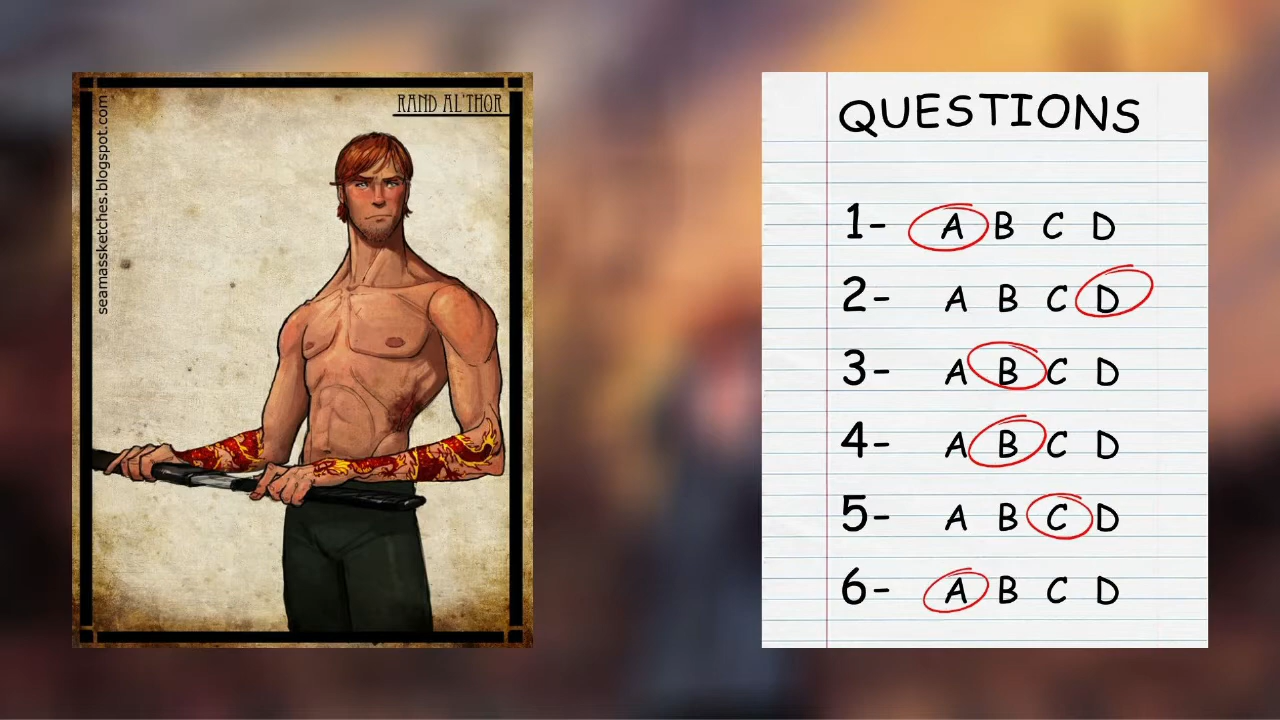 RAND AL'THOR
seamassketches.blogspot.com
QUESTIONS
1- A B C D
2- A B C D
3- A B C D
4- A B C D
5- A B C D
6- A B C D